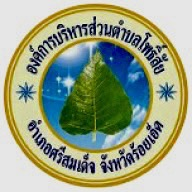 องค์การบริหารส่วนตำบลโพธิ์ชัย
อำเภอศรีสมเด็จ จังหวัดร้อยเอ็ด